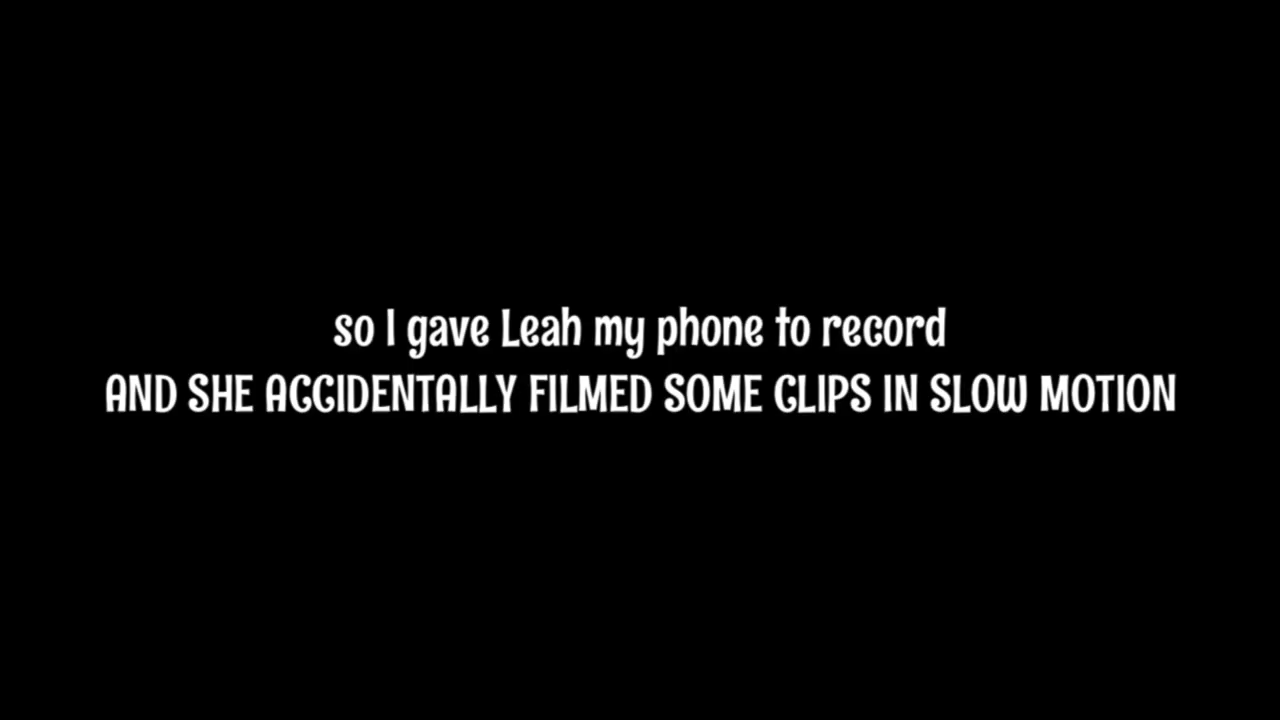 so I gave Leah my phone to record
AND SHE ACCIDENTALLY FILMED SOME CLIPS IN SLOW MOTION